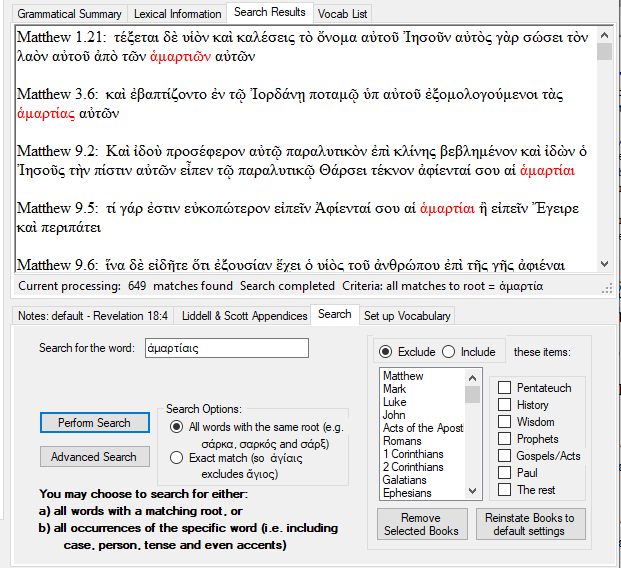 Grammatical Summary Lexical Information Search Results Vocab List
Matthew 1.21: τέξεται δὲ υἱὸν καὶ καλέσεις τὸ ὄνομα αὐτοῦ Ἰησοῦν αὐτὸς γὰρ σώσει τὸν
λαὸν αὐτοῦ ἀπὸ τῶν ἁμαρτιῶν αὐτῶν
Matthew 3.6: καὶ ἐβαπτίζοντο ἐν τῷ Ἰορδάνῃ ποταμῷ ὑπ αὐτοῦ ἐξομολογούμενοι τὰς
ἁμαρτίας αὐτῶν
Matthew 9.2: Καὶ ἰδοὺ προσέφερον αὐτῷ παραλυτικὸν ἐπὶ κλίνης βεβλημένον καὶ ἰδὼν ὁ
Ἰησοῦς τὴν πίστιν αὐτῶν εἶπεν τῷ παραλυτικῷ Θάρσει τέκνον ἀφίενταί σου αἱ ἁμαρτίαι
Matthew 9.5: τί γάρ ἐστιν εὐκοπώτερον εἰπεῖν Ἀφίενταί σου αἱ ἁμαρτίαι ἢ εἰπεῖν Ἔγειρε
καὶ περιπάτει
Matthew 9.6: ἵνα δὲ εἰδῆτε ὅτι ἐξουσίαν ἔχει ὁ υἱὸς τοῦ ἀνθρώπου ἐπὶ τῆς γῆς ἀφιέναι
Current processing: 649 matches found Search completed Criteria: all matches to root = ἁμαρτία
Notes: default - Revelation 18:4 Liddell & Scott Appendices Search Set up Vocabulary
Search for the word: ἁμαρτίαις
Exclude Include these items:
Matthew
Mark
Luke
John
Acts of the Apost
Romans
1 Corinthians
2 Corinthians
Galatians
Ephesians
Pentateuch
History
Wisdom
Prophets
Gospels/Acts
Paul
The rest
Perform Search
Advanced Search
Search Options:
All words with the same root (e.g.
σάρκα, σαρκός and σάρξ)
Exact match (so ἁγίαις
excludes ἅγιος)
You may choose to search for either:
a) all words with a matching root, or
b) all occurrences of the specific word (i.e. including
case, person, tense and even accents)
Remove
Selected Books
Reinstate Books to
default settings